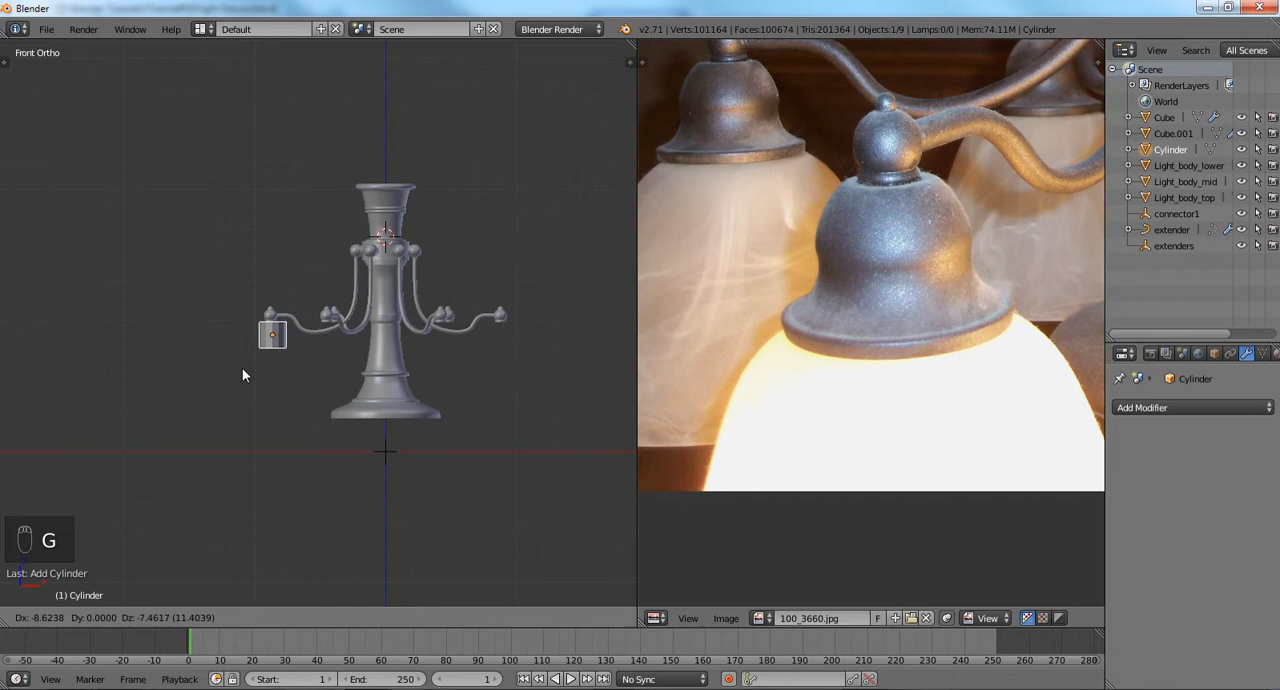 Blender
File Render Window Help Default Scene Blender Render v2.71 | Verts:101164 | Faces:100674 | Tris:201364 | Objects:1/9 | Lamps:0/0 | Mem:74.11M | Cylinder
Front Ortho
View Search All Scenes
Scene
RenderLayers
World
Cube
Cube.001
Cylinder
Light_body_lower
Light_body_mid
Light_body_top
connector1
extender
extenders
Cylinder
Add Modifier
G
Last: Add Cylinder
(1) Cylinder
Dx: -8.6238 Dy: 0.0000 Dz: -7.4617 (11.4039)
View Image 100_3660.jpg F View
-50 -40 -30 -20 -10 0 10 20 30 40 50 60 70 80 90 100 110 120 130 140 150 160 170 180 190 200 210 220 230 240 250 260 270 280
View Marker Frame Playback Start: 1 End: 250 1 No Sync